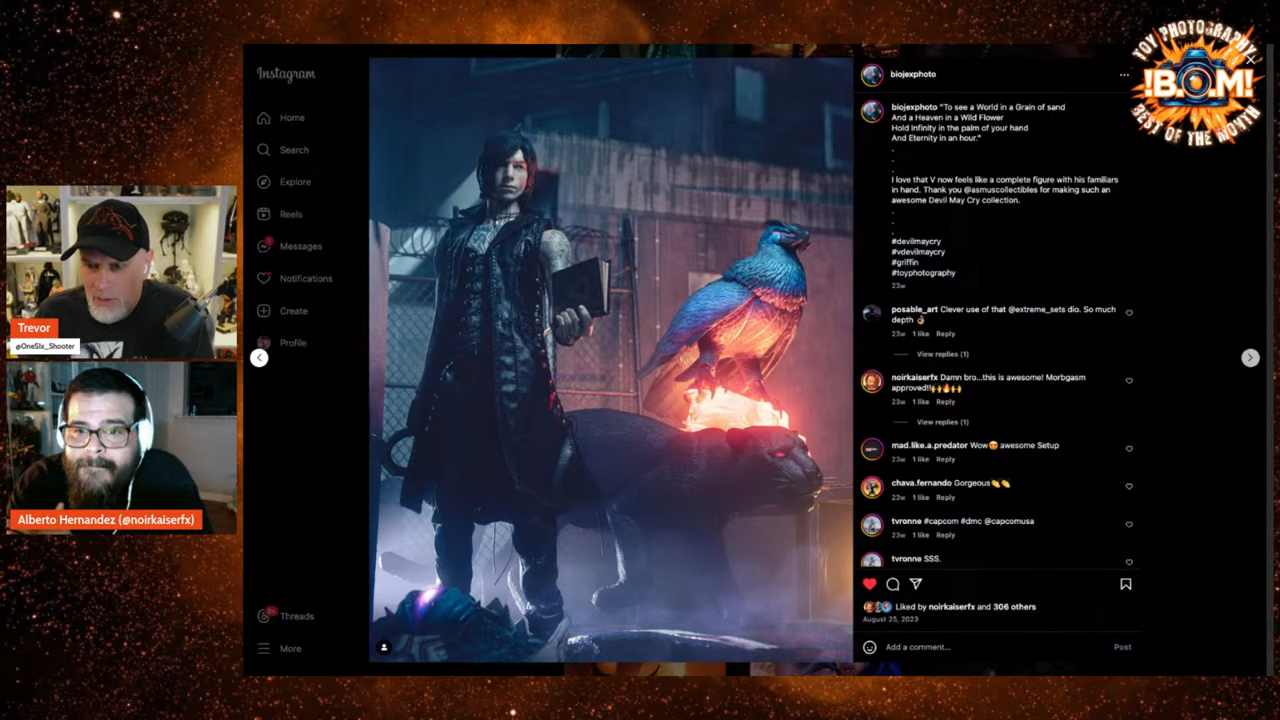 TOY PHOTOGRAPHY
!B.O.M!
BEST OF THE MONTH
Instagram
Home
Search
Explore
Reels
Messages
Notifications
Create
Profile
Threads
More
Trevor
@OneSix_Shooter
Alberto Hernandez (@noirkaiserfx)
biojexphoto
biojexphoto "To see a World in a Grain of sand
And a Heaven in a Wild Flower
Hold Infinity in the palm of your hand
And Eternity in an hour."
.
.
.
I love that V now feels like a complete figure with his familiars
in hand. Thank you @asmuscollectibles for making such an
awesome Devil May Cry collection.
.
.
.
#devilmaycry
#vdevilmaycry
#griffin
#toyphotography
23w
posable_art Clever use of that @extreme_sets dio. So much
depth 👌🏽
23w 1 like Reply
View replies (1)
noirkaiserfx Damn bro...this is awesome! Morbgasm
approved!!🙌🔥🙌
23w 1 like Reply
View replies (1)
mad.like.a.predator Wow😍 awesome Setup
23w 1 like Reply
chava.fernando Gorgeous👏👏
23w 1 like Reply
tvronne #capcom #dmc @capcomusa
23w 1 like Reply
tvronne SSS.
Liked by noirkaiserfx and 306 others
August 25, 2023
Add a comment...
Post